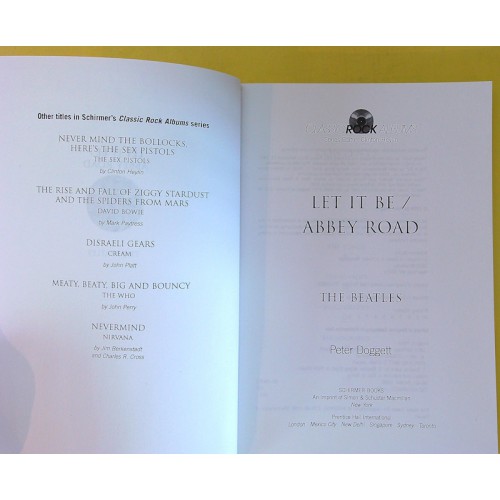 Other titles in Schirmer's Classic Rock Albums series
NEVER MIND THE BOLLOCKS,
HERE'S THE SEX PISTOLS
THE SEX PISTOLS
by Clinton Heylin
THE RISE AND FALL OF ZIGGY STARDUST
AND THE SPIDERS FROM MARS
DAVID BOWIE
by Mark Paytress
DISRAELI GEARS
CREAM
by John Platt
MEATY, BEATY, BIG AND BOUNCY
THE WHO
by John Perry
NEVERMIND
NIRVANA
by Jim Berkenstadt
and Charles R. Cross
ROCK
LET IT BE /
ABBEY ROAD
THE BEATLES
Peter Doggett
SCHIRMER BOOKS
An imprint of Simon & Schuster Macmillan
New York
Prentice Hall International
London Mexico City New Delhi Singapore Sydney Toronto